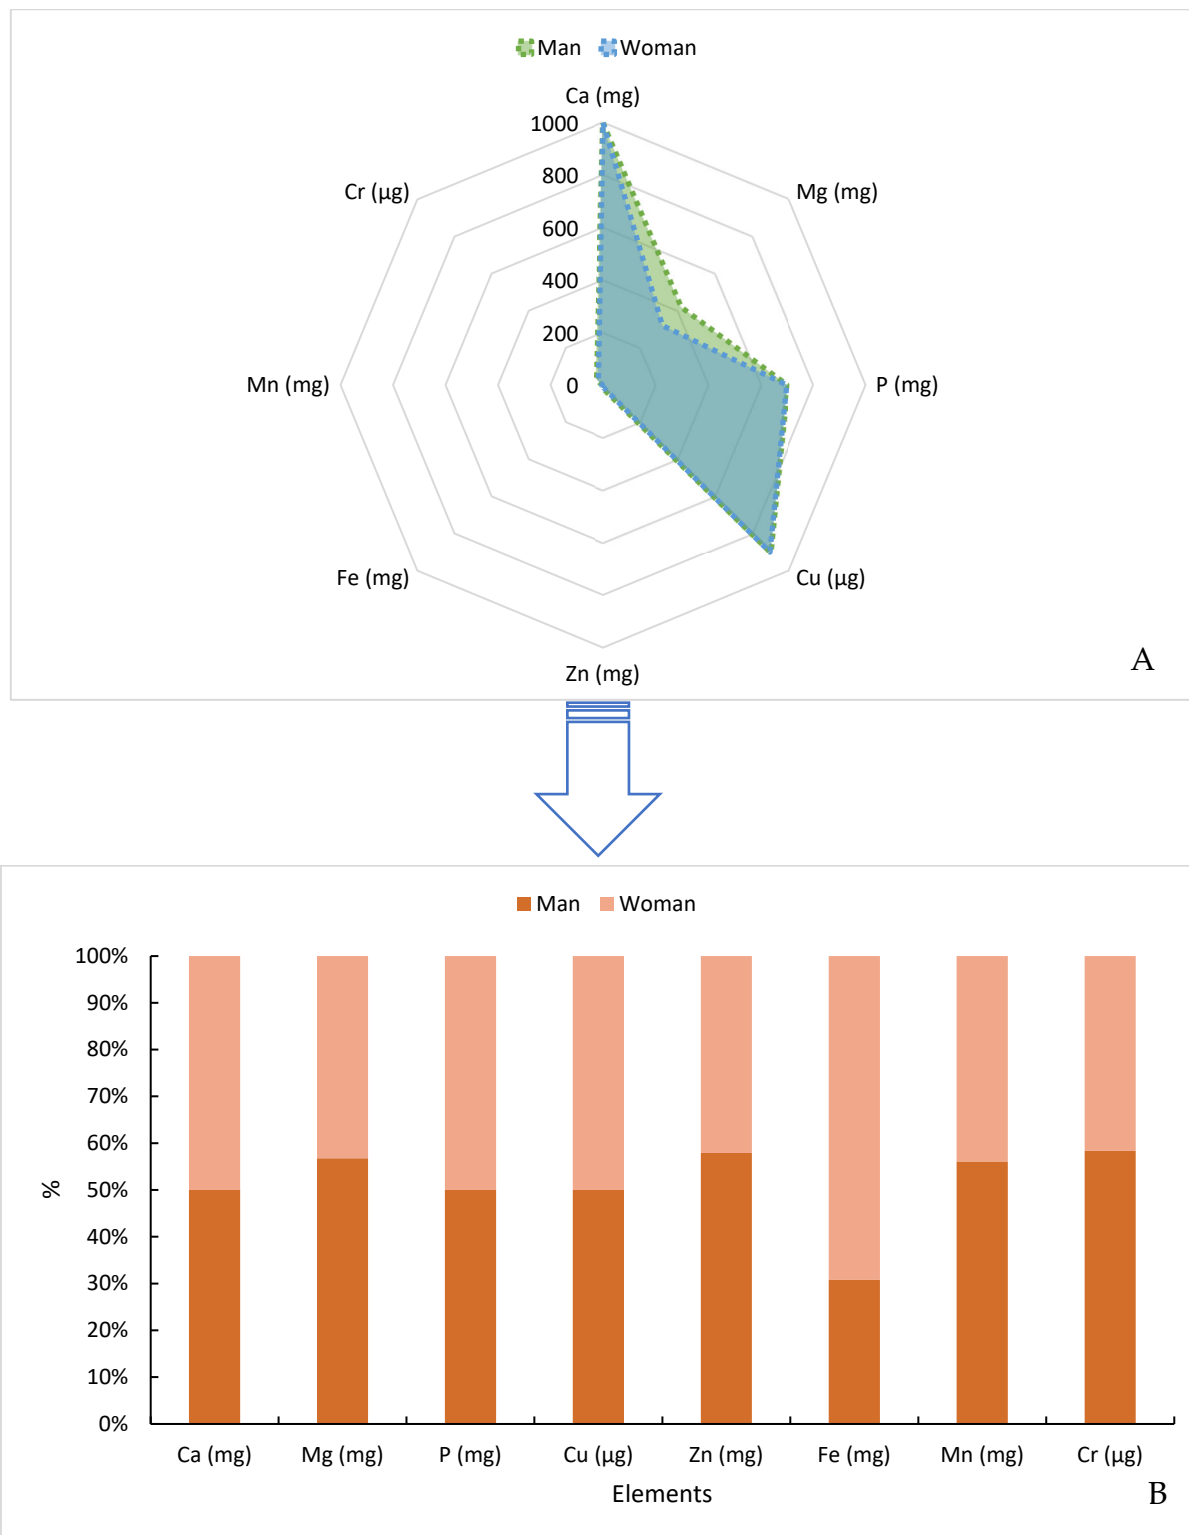 Man Woman
Ca (mg)
1000
Cr (µg) Mg (mg)
800
600
400
200
Mn (mg) 0 P (mg)
Fe (mg) Cu (µg)
Zn (mg)
A
Man Woman
100%
90%
80%
70%
60%
50%
40%
30%
20%
10%
0%
%
Ca (mg) Mg (mg) P (mg) Cu (µg) Zn (mg) Fe (mg) Mn (mg) Cr (µg)
Elements
B